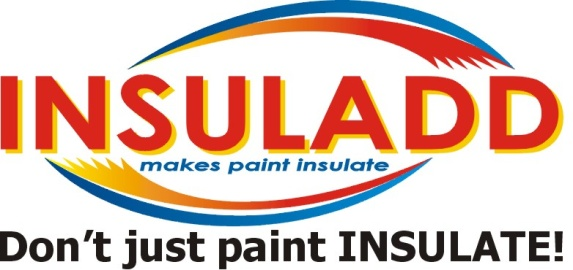 INSULADD
makes paint insulate
Don't just paint INSULATE!